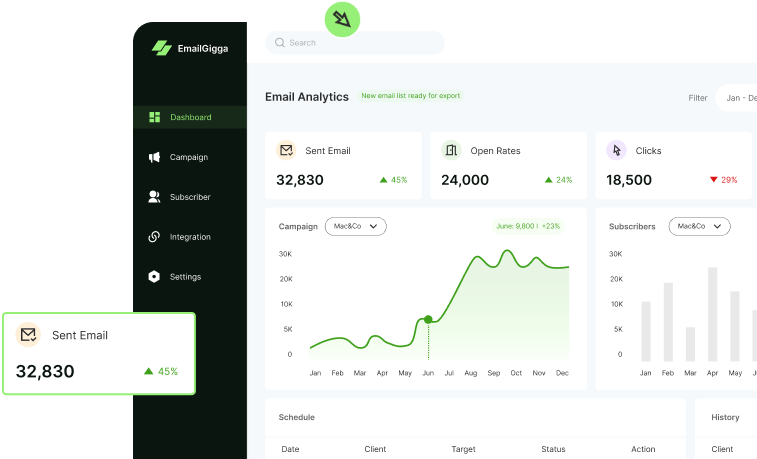 EmailGigga
Search
Dashboard
Campaign
Subscriber
Integration
Settings
Email Analytics
New email list ready for export
Filter
Jan - De
Sent Email
32,830
45%
Open Rates
24,000
24%
Clicks
18,500
29%
Campaign
Mac&Co
June: 9,800 | +23%
30K
20K
10K
5K
0
Jan Feb Mar Apr May Jun Jul Aug Sep Oct Nov Dec
Subscribers
Mac&Co
30K
20K
10K
5K
0
Jan Feb Mar Apr May
Sent Email
32,830
45%
Schedule
Date Client Target Status Action
History
Client